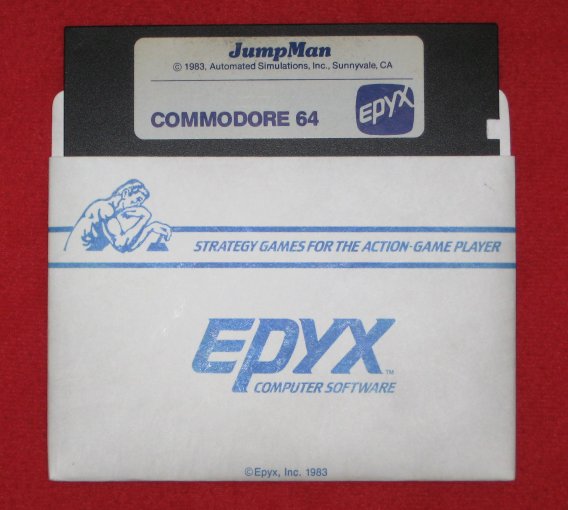 JumpMan
© 1983, Automated Simulations, Inc., Sunnyvale, CA
COMMODORE 64
EPYX
STRATEGY GAMES FOR THE ACTION-GAME PLAYER
EPYX™
COMPUTER SOFTWARE
©Epyx, Inc. 1983